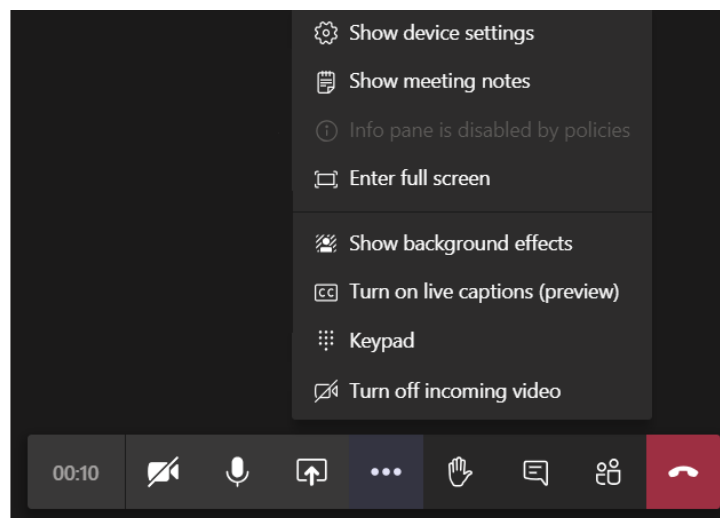 Show device settings
Show meeting notes
Info pane is disabled by policies
Enter full screen
Show background effects
CC Turn on live captions (preview)
Keypad
Turn off incoming video
00:10